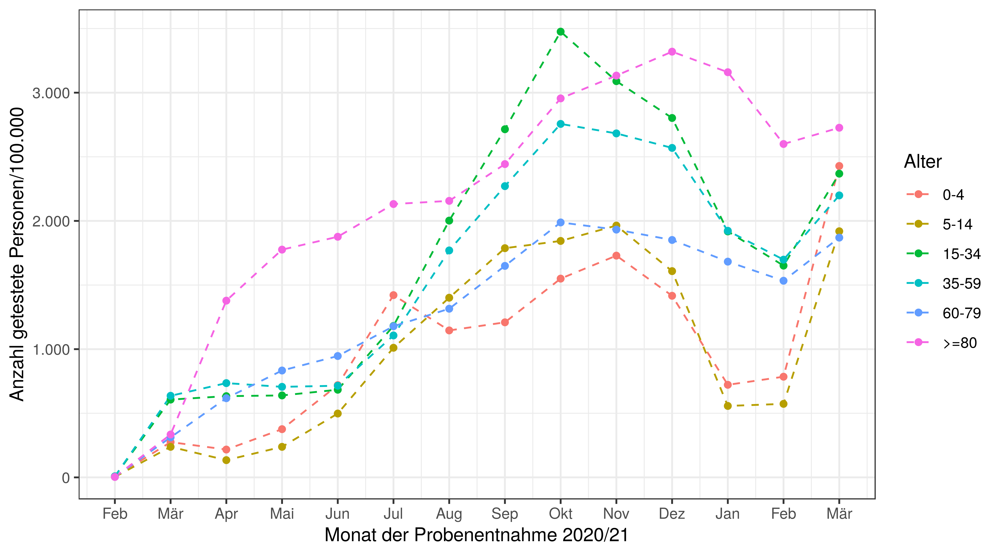 Anzahl getestete Personen/100.000
3.000
2.000
1.000
0
Feb Mär Apr Mai Jun Jul Aug Sep Okt Nov Dez Jan Feb Mär
Monat der Probenentnahme 2020/21
Alter
0-4
5-14
15-34
35-59
60-79
>=80